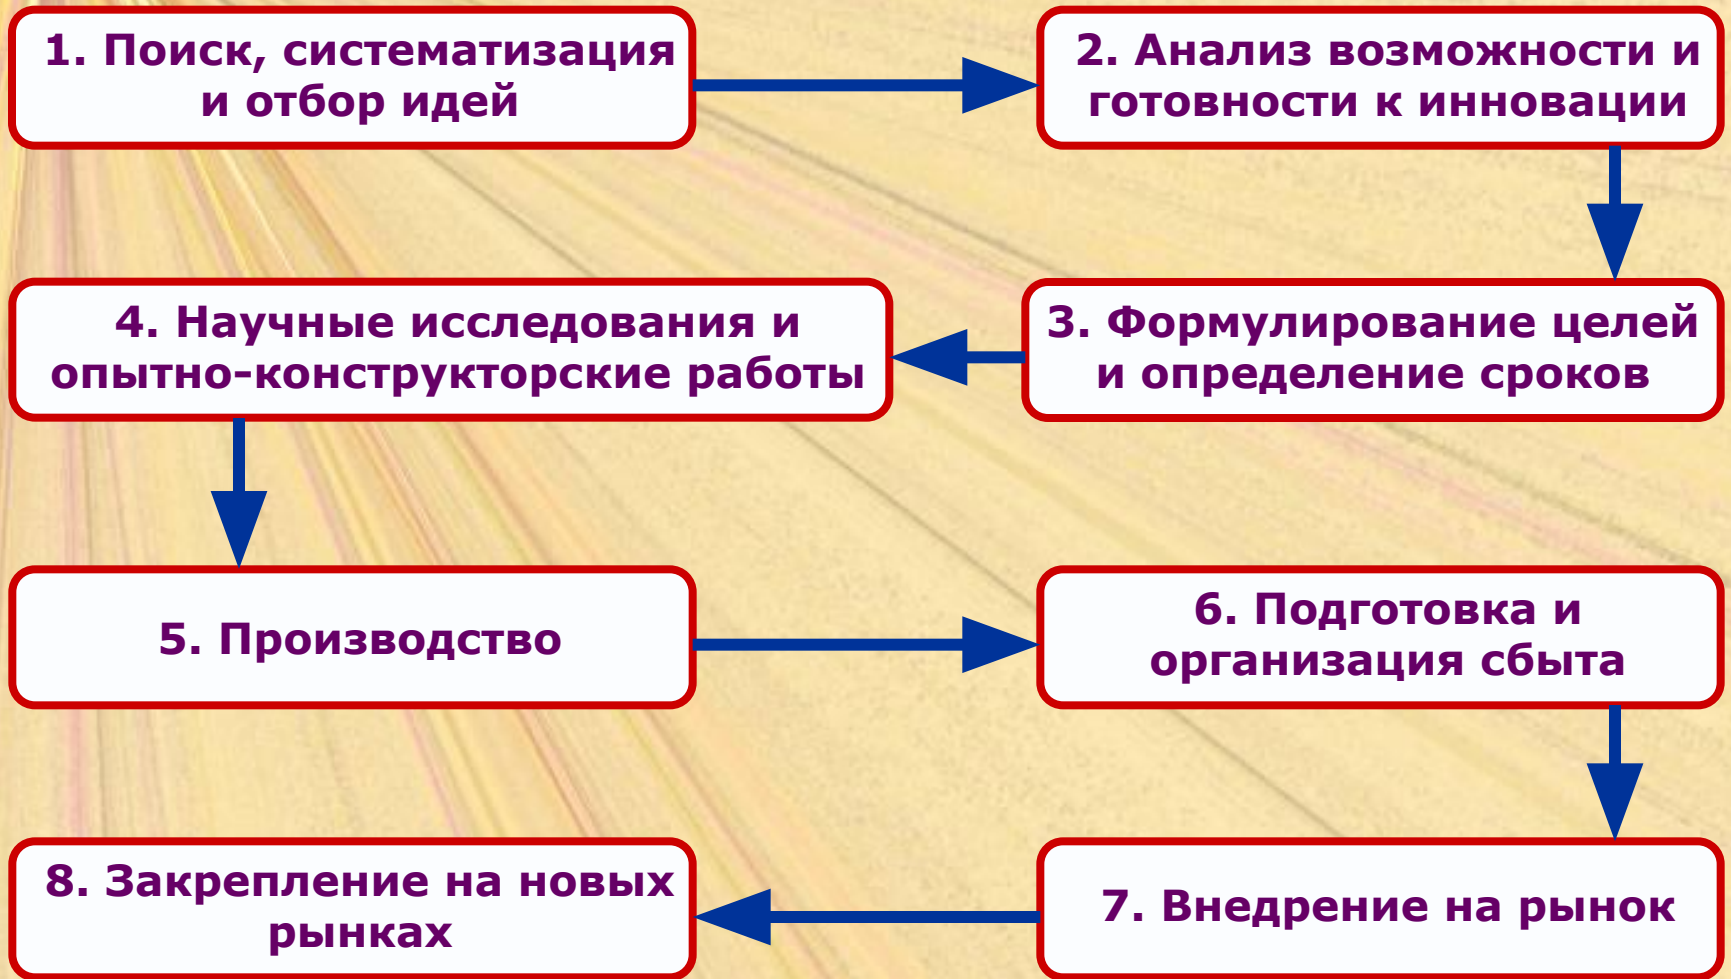 1. Поиск, систематизация
и отбор идей
2. Анализ возможности и
готовности к инновации
3. Формулирование целей
и определение сроков
4. Научные исследования и
опытно-конструкторские работы
5. Производство
6. Подготовка и
организация сбыта
7. Внедрение на рынок
8. Закрепление на новых
рынках